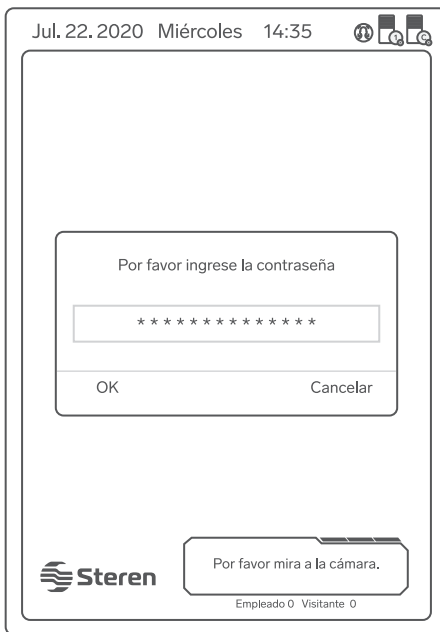 Jul. 22. 2020 Miércoles 14:35
1 C
Por favor ingrese la contraseña
* * * * * * * * * * * * * *
OK Cancelar
Steren
Por favor mira a la cámara.
Empleado 0 Visitante 0